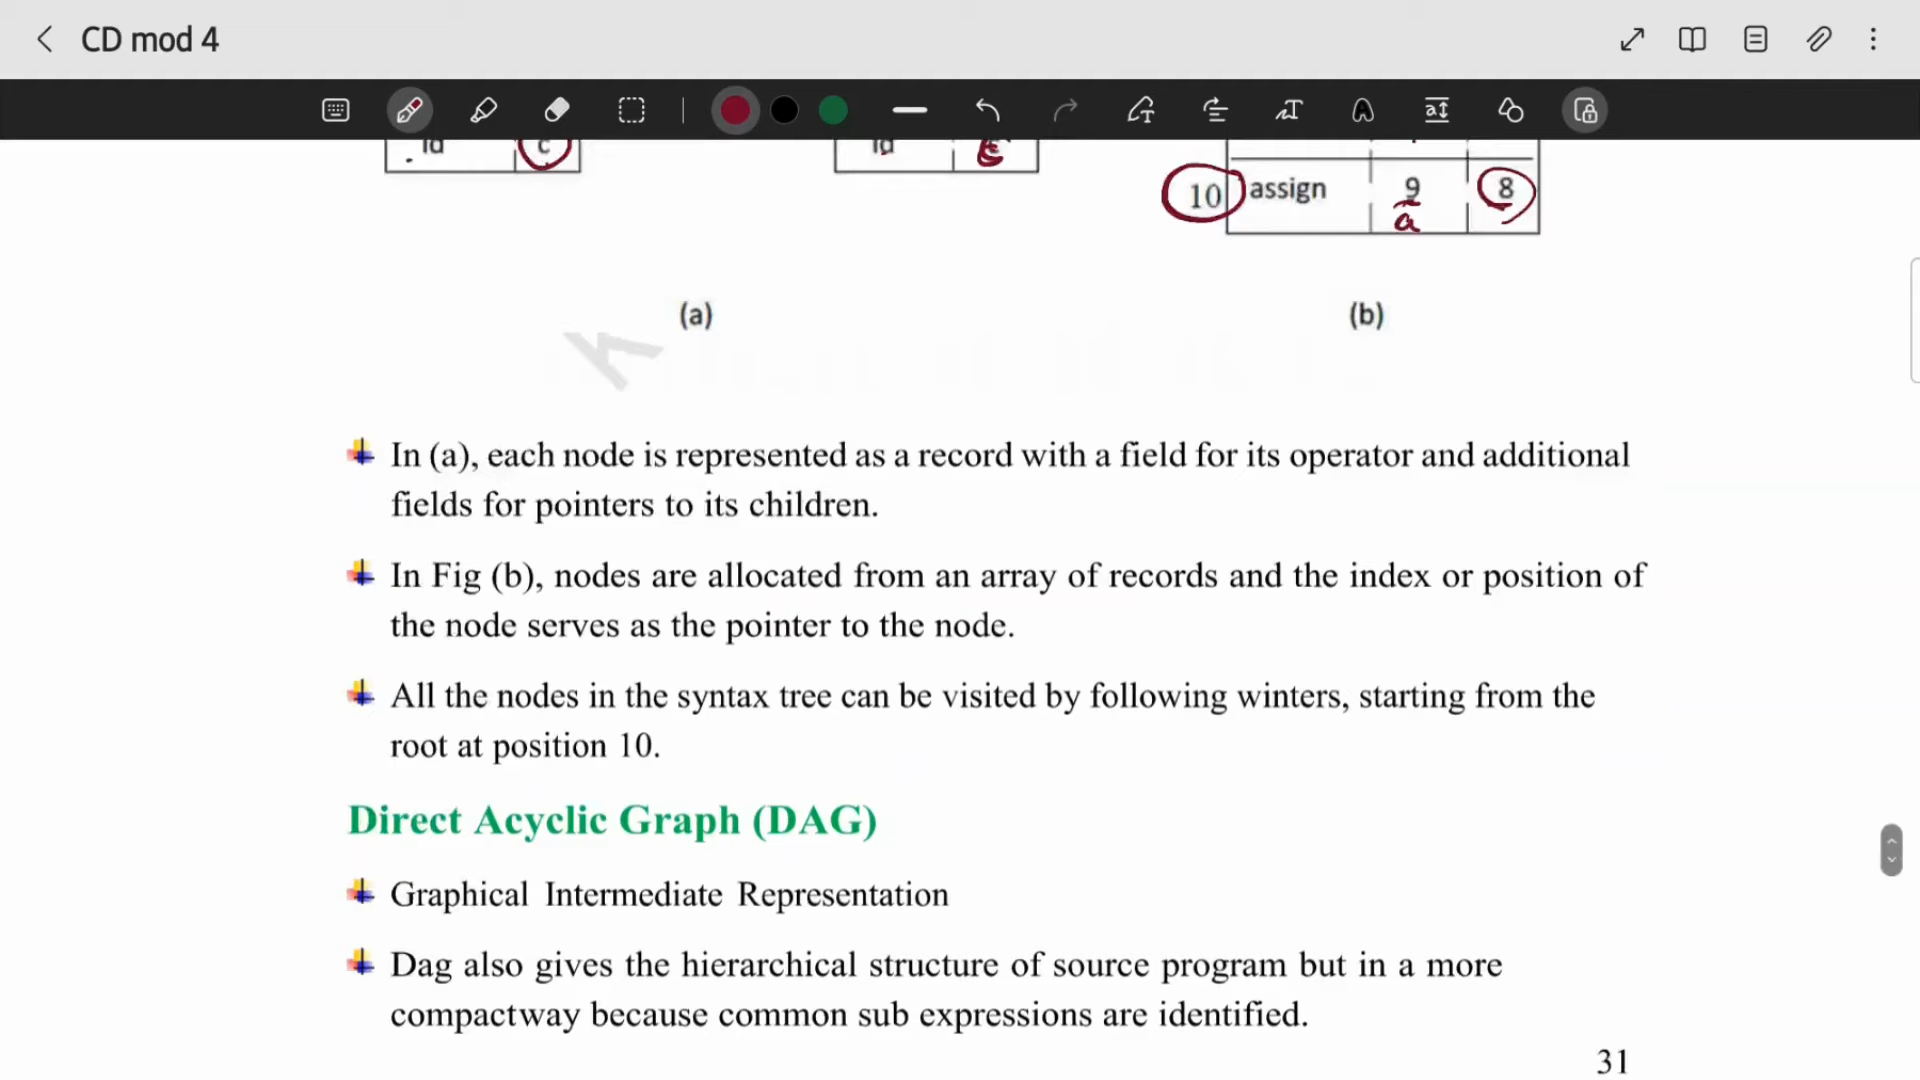 CD mod 4
id c
id c
10 assign 9 8
a
(a) (b)
K
In (a), each node is represented as a record with a field for its operator and additional
fields for pointers to its children.
In Fig (b), nodes are allocated from an array of records and the index or position of
the node serves as the pointer to the node.
All the nodes in the syntax tree can be visited by following winters, starting from the
root at position 10.
Direct Acyclic Graph (DAG)
Graphical Intermediate Representation
Dag also gives the hierarchical structure of source program but in a more
compactway because common sub expressions are identified.
31